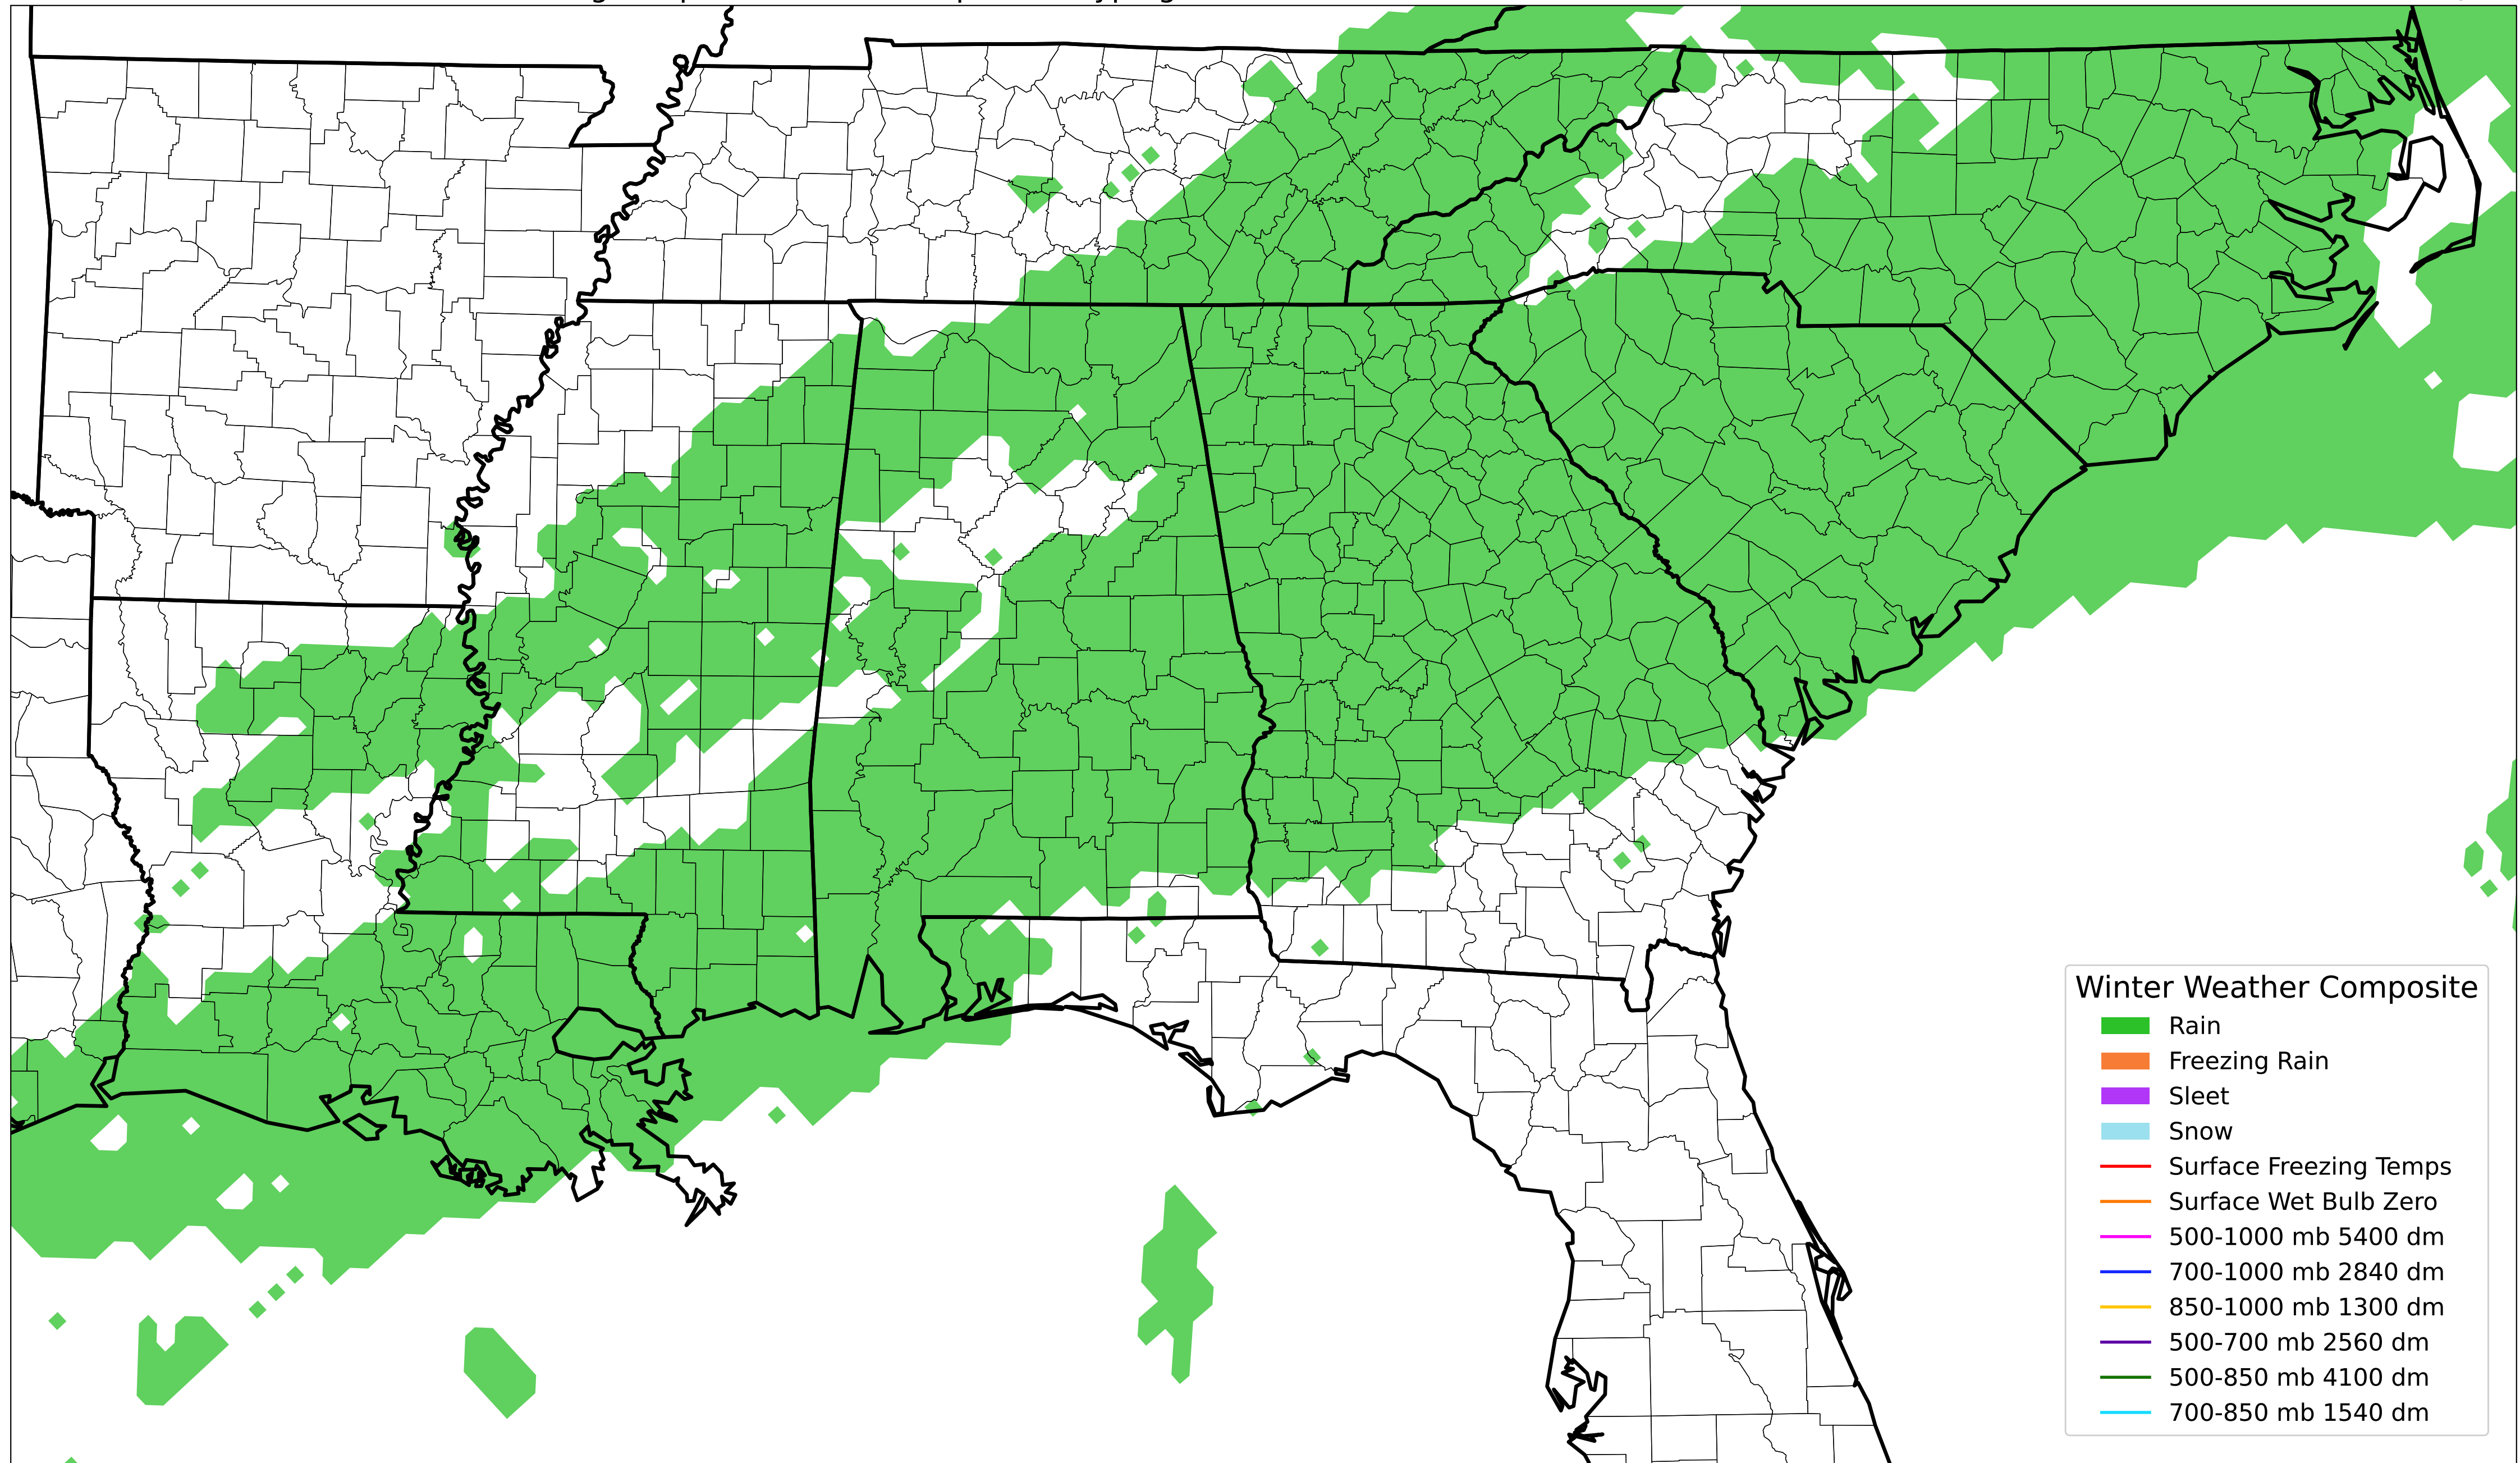 Winter Weather Composite
Rain
Freezing Rain
Sleet
Snow
Surface Freezing Temps
Surface Wet Bulb Zero
500-1000 mb 5400 dm
700-1000 mb 2840 dm
850-1000 mb 1300 dm
500-700 mb 2560 dm
500-850 mb 4100 dm
700-850 mb 1540 dm